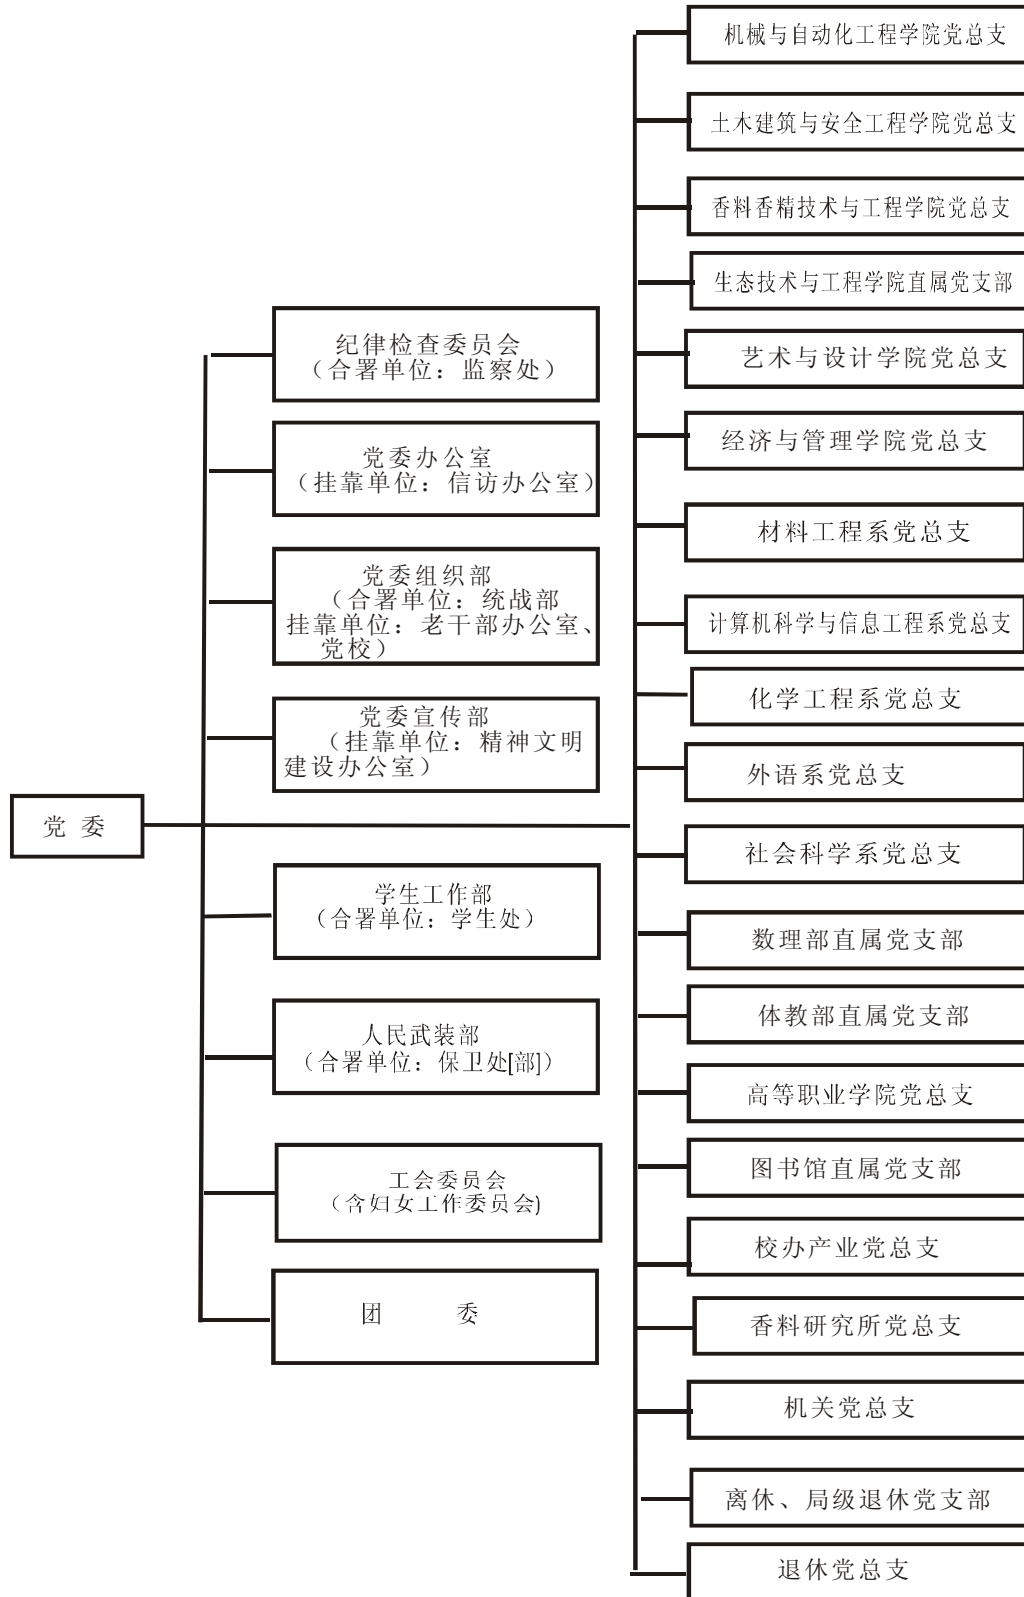 党 委
纪律检查委员会
（合署单位：监察处）
党委办公室
（挂靠单位：信访办公室）
党委组织部
（合署单位：统战部
挂靠单位：老干部办公室、
党校）
党委宣传部
（挂靠单位：精神文明
建设办公室）
学生工作部
（合署单位：学生处）
人民武装部
（合署单位：保卫处[部]）
工会委员会
（含妇女工作委员会)
团 委
机械与自动化工程学院党总支
土木建筑与安全工程学院党总支
香料香精技术与工程学院党总支
生态技术与工程学院直属党支部
艺术与设计学院党总支
经济与管理学院党总支
材料工程系党总支
计算机科学与信息工程系党总支
化学工程系党总支
外语系党总支
社会科学系党总支
数理部直属党支部
体教部直属党支部
高等职业学院党总支
图书馆直属党支部
校办产业党总支
香料研究所党总支
机关党总支
离休、局级退休党支部
退休党总支